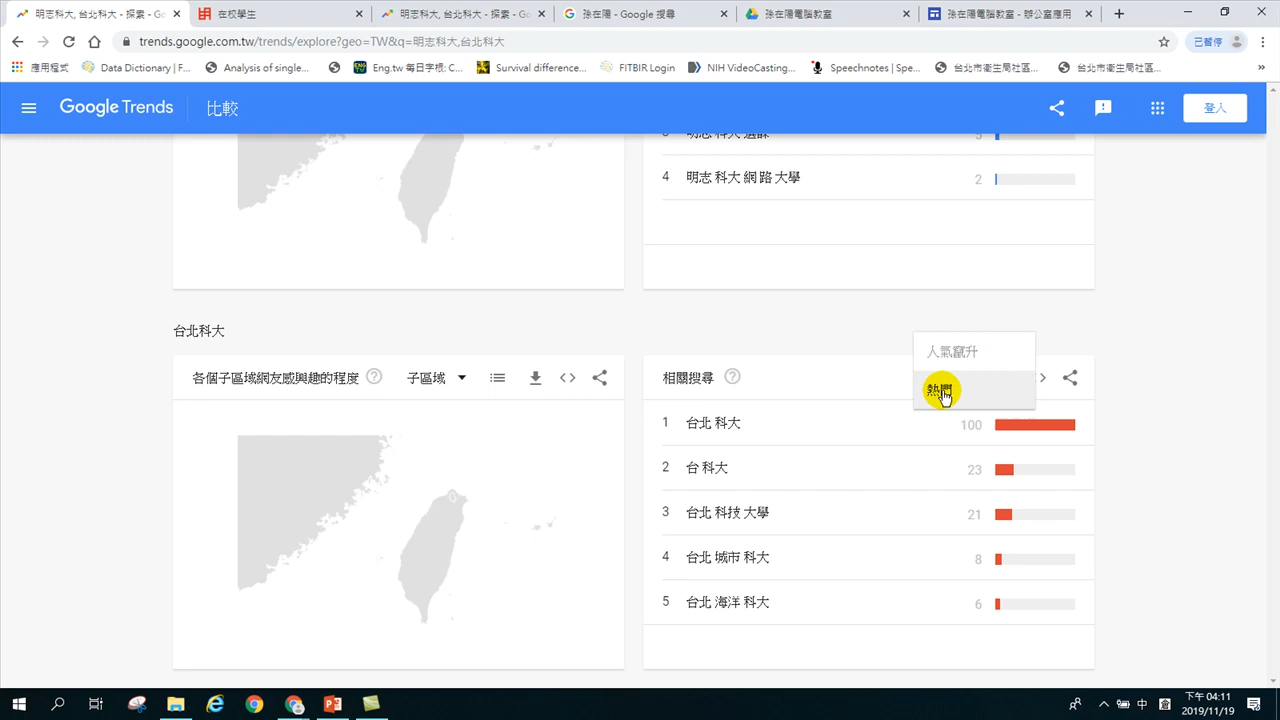 明志科大, 台北科大 - 探索 - Go
在校學生
明志科大, 台北科大 - 探索 - Go
孫在陽 - Google 搜尋
孫在陽電腦教室
孫在陽電腦教室 - 辦公室應用
trends.google.com.tw/trends/explore?geo=TW&q=明志科大,台北科大
已暫停
應用程式
Data Dictionary | F...
Analysis of single...
Eng.tw 每日字根: C...
Survival difference...
FITBIR Login
NIH VideoCasting...
Speechnotes | Spe...
台北市衛生局社區...
台北市衛生局社區...
»
Google Trends
比較
登入
3 明志 科大 選課 5
4 明志 科大 網 路 大學 2
台北科大
各個子區域網友感興趣的程度
子區域
相關搜尋
人氣竄升
熱門
1 台北 科大 100
2 台 科大 23
3 台北 科技 大學 21
4 台北 城市 科大 8
5 台北 海洋 科大 6
中
下午 04:11
2019/11/19